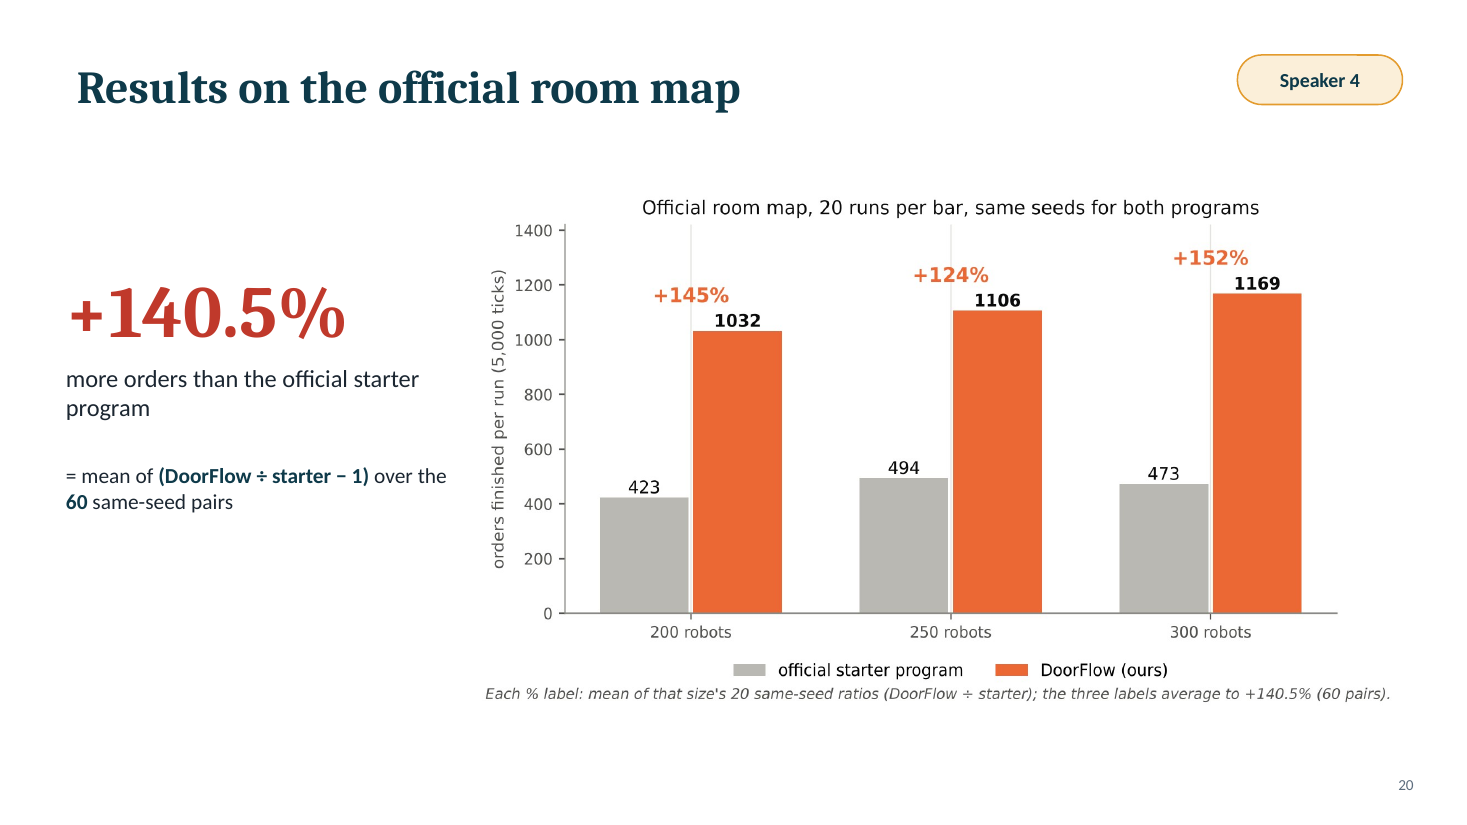 Results on the official room map
Speaker 4
+140.5%
more orders than the official starter
program
= mean of (DoorFlow ÷ starter − 1) over the
60 same-seed pairs
Official room map, 20 runs per bar, same seeds for both programs
orders finished per run (5,000 ticks)
1400
1200
1000
800
600
400
200
0
+145%
1032
423
+124%
1106
494
+152%
1169
473
200 robots
250 robots
300 robots
official starter program
DoorFlow (ours)
Each % label: mean of that size's 20 same-seed ratios (DoorFlow ÷ starter); the three labels average to +140.5% (60 pairs).
20